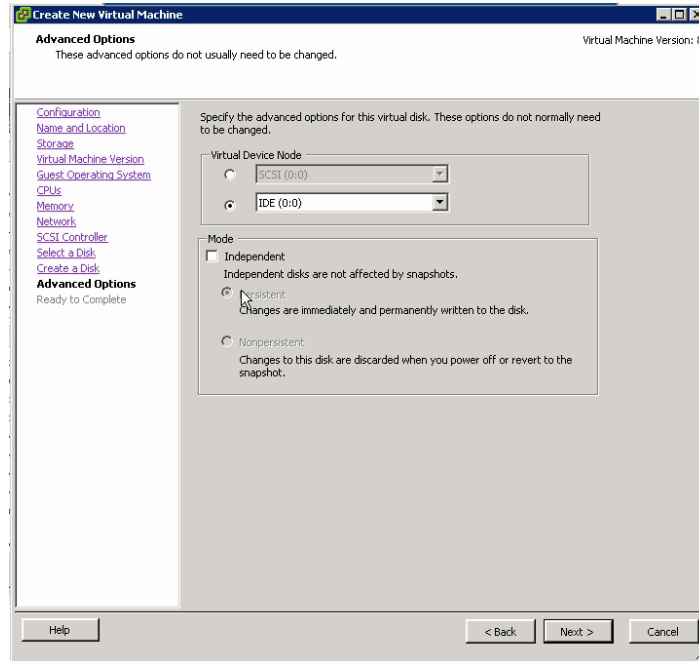 Create New Virtual Machine
Advanced Options
These advanced options do not usually need to be changed.
Virtual Machine Version: 8
Configuration
Name and Location
Storage
Virtual Machine Version
Guest Operating System
CPUs
Memory
Network
SCSI Controller
Select a Disk
Create a Disk
Advanced Options
Ready to Complete
Specify the advanced options for this virtual disk. These options do not normally need
to be changed.
Virtual Device Node
SCSI (0:0)
IDE (0:0)
Mode
Independent
Independent disks are not affected by snapshots.
Persistent
Changes are immediately and permanently written to the disk.
Nonpersistent
Changes to this disk are discarded when you power off or revert to the
snapshot.
Help
< Back
Next >
Cancel